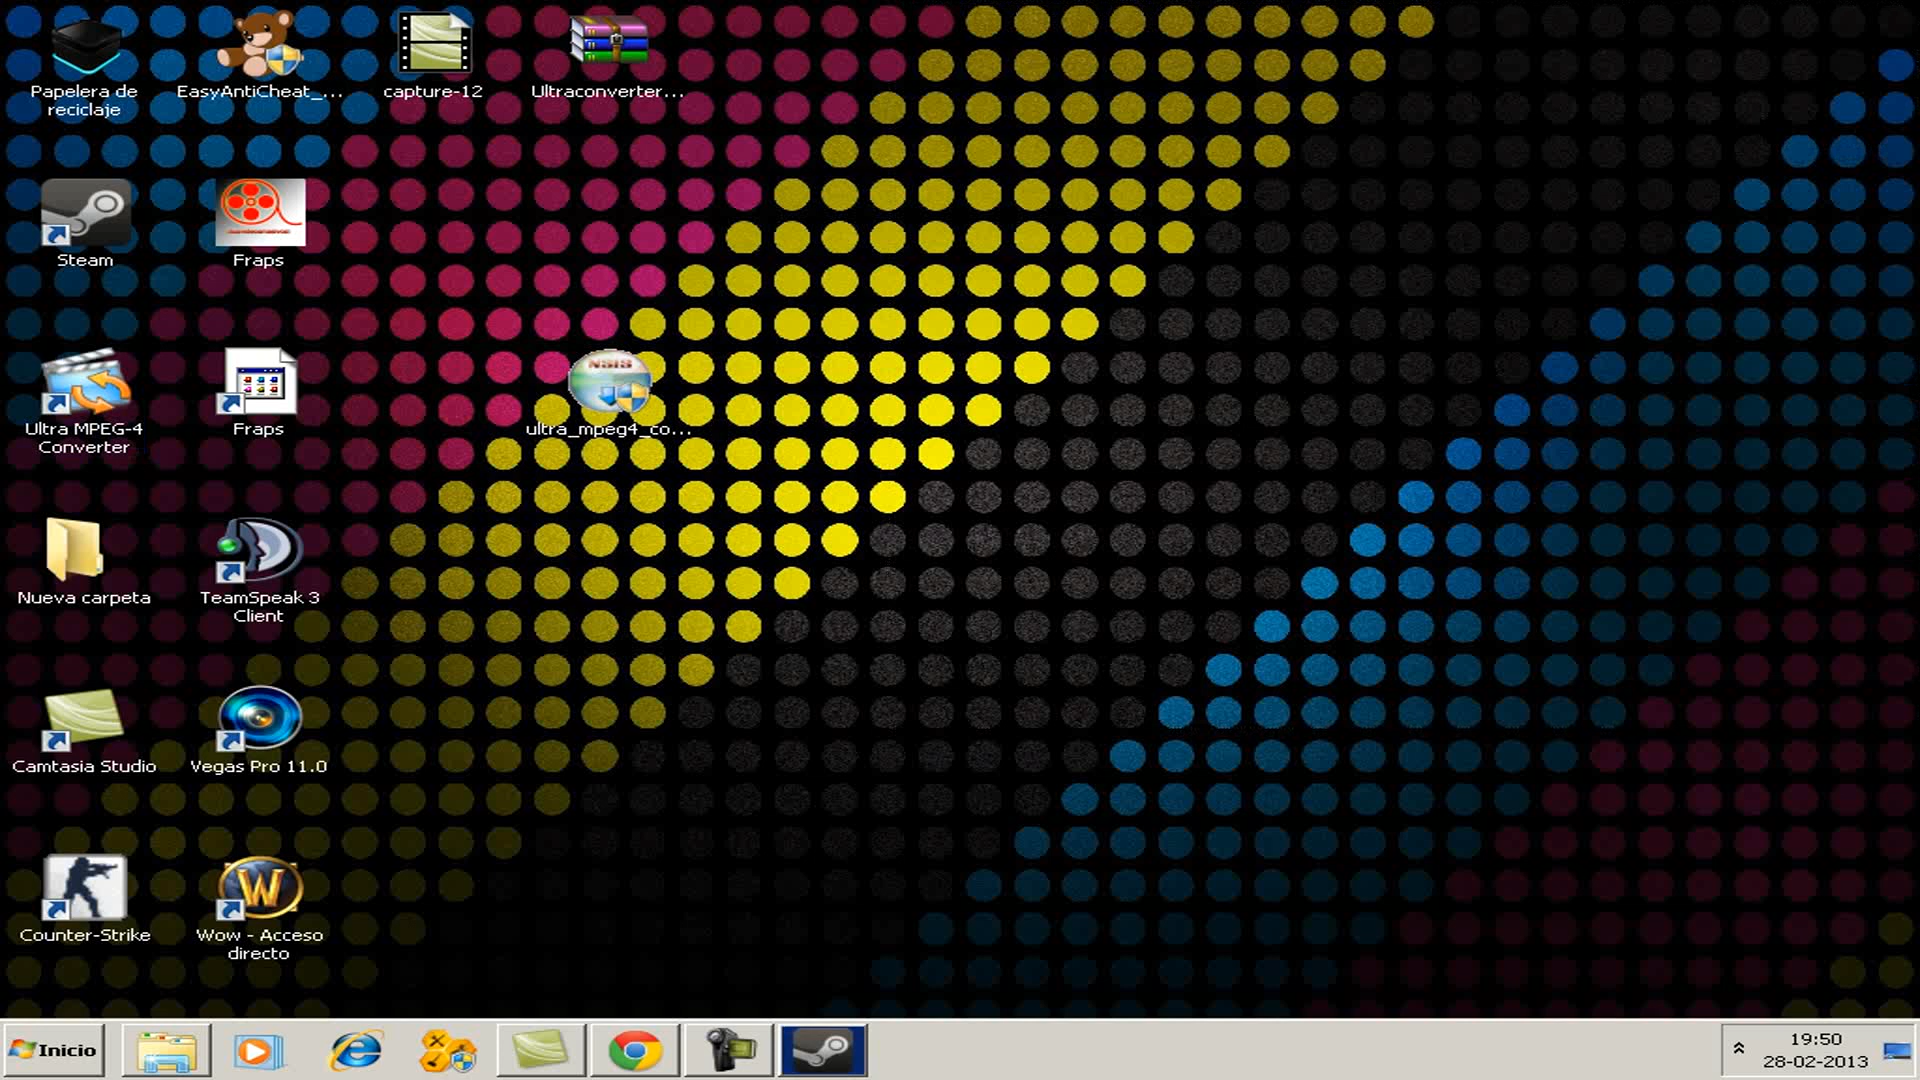 Papelera de
reciclaje
EasyAntiCheat_...
capture-12
Ultraconverter...
Steam
Fraps
NSIS
Ultra MPEG-4
Converter
Fraps
ultra_mpeg4_co...
Nueva carpeta
TeamSpeak 3
Client
Camtasia Studio
Vegas Pro 11.0
Counter-Strike
Wow - Acceso
directo
Inicio
19:50
28-02-2013